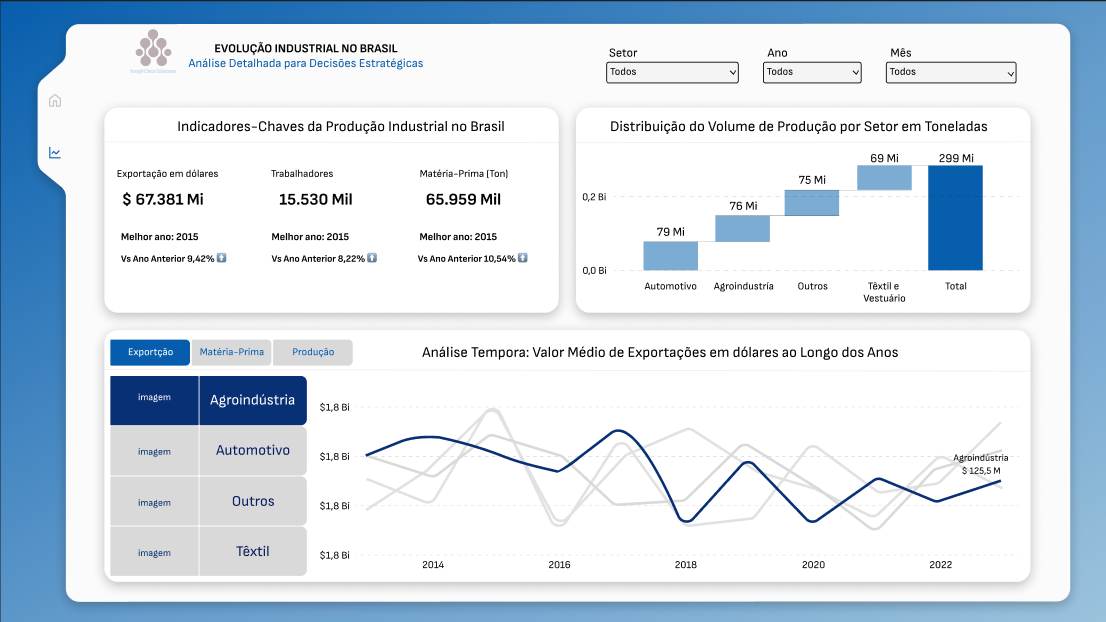 EVOLUÇÃO INDUSTRIAL NO BRASIL
Análise Detalhada para Decisões Estratégicas
Insight Data Solutions
Setor
Todos
Ano
Todos
Mês
Todos
Indicadores-Chaves da Produção Industrial no Brasil
Exportação em dólares
$ 67.381 Mi
Melhor ano: 2015
Vs Ano Anterior 9,42%
Trabalhadores
15.530 Mil
Melhor ano: 2015
Vs Ano Anterior 8,22%
Matéria-Prima (Ton)
65.959 Mil
Melhor ano: 2015
Vs Ano Anterior 10,54%
Distribuição do Volume de Produção por Setor em Toneladas
0,2 Bi
0,0 Bi
79 Mi
76 Mi
75 Mi
69 Mi
299 Mi
Automotivo
Agroindustria
Outros
Têxtil e
Vestuário
Total
Exportção
Matéria-Prima
Produção
Análise Tempora: Valor Médio de Exportações em dólares ao Longo dos Anos
imagem
Agroindústria
imagem
Automotivo
imagem
Outros
imagem
Têxtil
$1,8 Bi
$1,8 Bi
$1,8 Bi
$1,8 Bi
Agroindústria
$ 125,5 M
2014
2016
2018
2020
2022